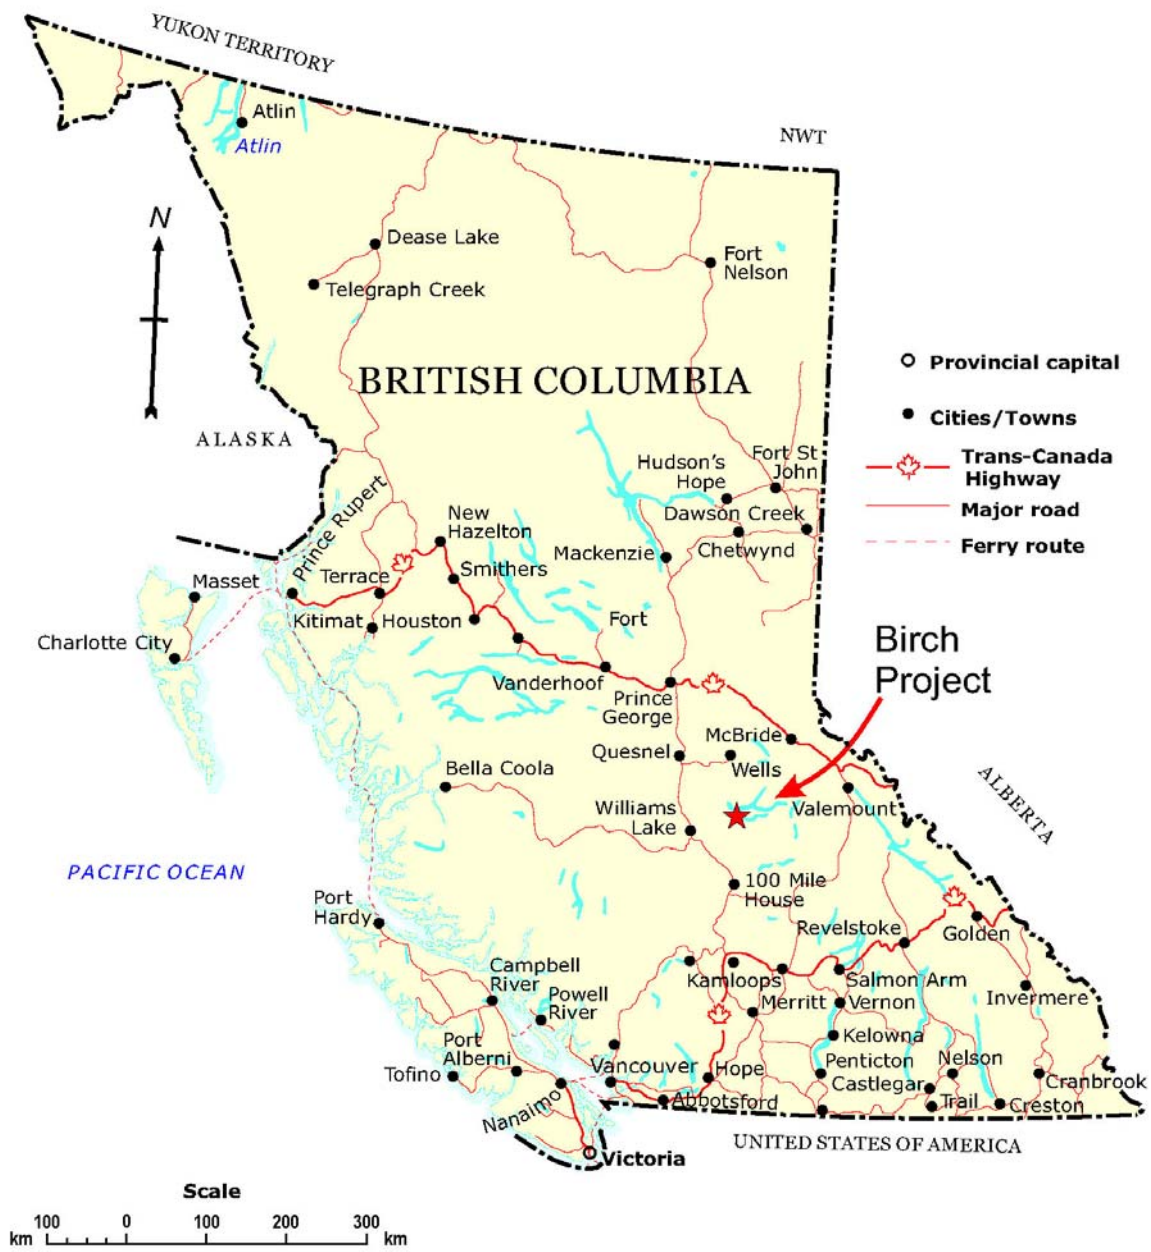 YUKON TERRITORY
Atlin
Atlin
NWT
N
Dease Lake
Fort
Nelson
Telegraph Creek
BRITISH COLUMBIA
Provincial capital
Cities/Towns
Trans-Canada
Highway
Major road
Ferry route
ALASKA
Hudson's
Hope
Fort St
John
Dawson Creek
Chetwynd
Mackenzie
Prince Rupert
New
Hazelton
Smithers
Terrace
Masset
Kitimat
Houston
Fort
Charlotte City
Vanderhoof
Prince
George
Birch
Project
McBride
Quesnel
Wells
Bella Coola
Valemount
Williams
Lake
ALBERTA
PACIFIC OCEAN
100 Mile
House
Port
Hardy
Revelstoke
Golden
Campbell
River
Kamloops
Salmon Arm
Invermere
Powell
River
Merritt
Vernon
Kelowna
Port
Alberni
Tofino
Vancouver
Hope
Penticton
Nelson
Castlegar
Cranbrook
Nanaimo
Abbotsford
Trail
Creston
UNITED STATES OF AMERICA
Victoria
Scale
100 0 100 200 300
km km